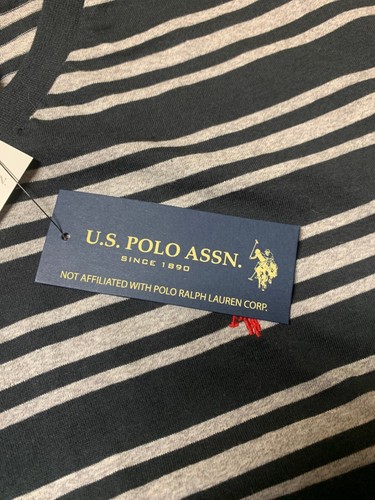 U.S. POLO ASSN.
SINCE 1890
NOT AFFILIATED WITH POLO RALPH LAUREN CORP.